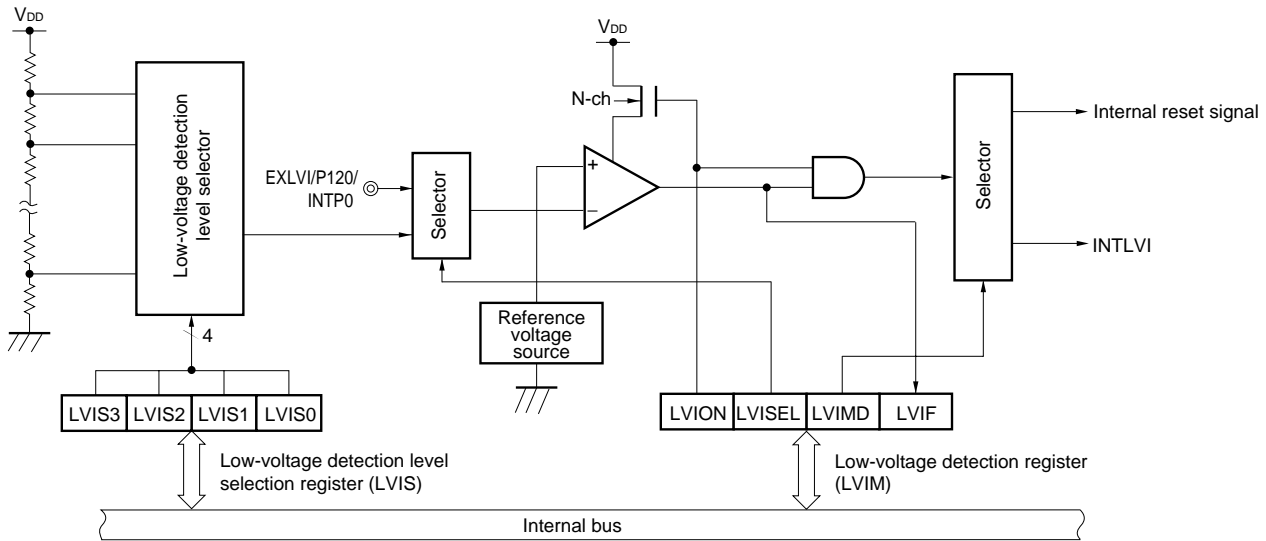 VDD
Low-voltage detection
level selector
4
LVIS3 LVIS2 LVIS1 LVIS0
Low-voltage detection level
selection register (LVIS)
EXLVI/P120/
INTP0
Selector
VDD
N-ch
+
−
Reference
voltage
source
Selector
Internal reset signal
INTLVI
LVION LVISEL LVIMD LVIF
Low-voltage detection register
(LVIM)
Internal bus